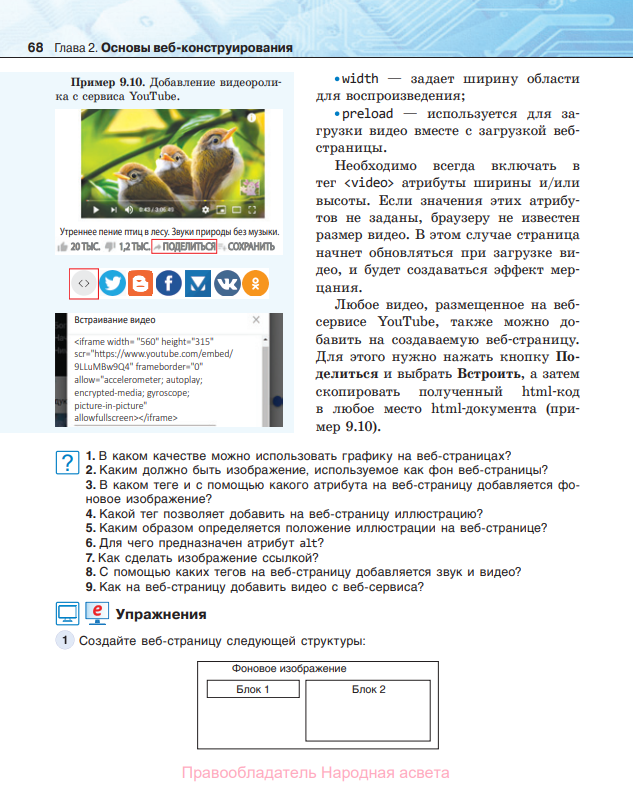 68 Глава 2. Основы веб-конструирования
Пример 9.10. Добавление видеороли-
ка с сервиса YouTube.
0:43 / 3:06:45
Утреннее пение птиц в лесу. Звуки природы без музыки.
20 ТЫС. 1,2 ТЫС. ПОДЕЛИТЬСЯ СОХРАНИТЬ
Встраивание видео
<iframe width= "560" height="315"
scr="https://www.youtube.com/embed/
9LLuMBw9Q4" frameborder="0"
allow="accelerometer; autoplay;
encrypted-media; gyroscope;
picture-in-picture"
allowfullscreen></iframe>
• width — задает ширину области
для воспроизведения;
• preload — используется для за-
грузки видео вместе с загрузкой веб-
страницы.
Необходимо всегда включать в
тег <video> атрибуты ширины и/или
высоты. Если значения этих атрибу-
тов не заданы, браузеру не известен
размер видео. В этом случае страница
начнет обновляться при загрузке ви-
део, и будет создаваться эффект мер-
цания.
Любое видео, размещенное на веб-
сервисе YouTube, также можно до-
бавить на создаваемую веб-страницу.
Для этого нужно нажать кнопку По-
делиться и выбрать Встроить, а затем
скопировать полученный html-код
в любое место html-документа (при-
мер 9.10).
?
1. В каком качестве можно использовать графику на веб-страницах?
2. Каким должно быть изображение, используемое как фон веб-страницы?
3. В каком теге и с помощью какого атрибута на веб-страницу добавляется фо-
новое изображение?
4. Какой тег позволяет добавить на веб-страницу иллюстрацию?
5. Каким образом определяется положение иллюстрации на веб-странице?
6. Для чего предназначен атрибут alt?
7. Как сделать изображение ссылкой?
8. С помощью каких тегов на веб-страницу добавляется звук и видео?
9. Как на веб-страницу добавить видео с веб-сервиса?
e Упражнения
1 Создайте веб-страницу следующей структуры:
Фоновое изображение
Блок 1 Блок 2
Правообладатель Народная асвета